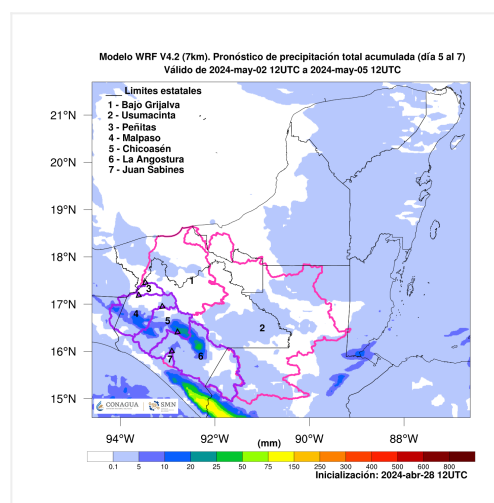 Modelo WRF V4.2 (7km). Pronóstico de precipitación total acumulada (día 5 al 7)
Válido de 2024-may-02 12UTC a 2024-may-05 12UTC
Limites estatales
1 - Bajo Grijalva
2 - Usumacinta
3 - Peñitas
4 - Malpaso
5 - Chicoasén
6 - La Angostura
7 - Juan Sabines
21°N
20°N
19°N
18°N
17°N
16°N
15°N
1
2
3
4
5
6
7
CONAGUA
SMN
94°W 92°W 90°W 88°W
(mm)
0.1 5 10 20 25 50 75 150 250 300 400 500 600 800
Inicialización: 2024-abr-28 12UTC